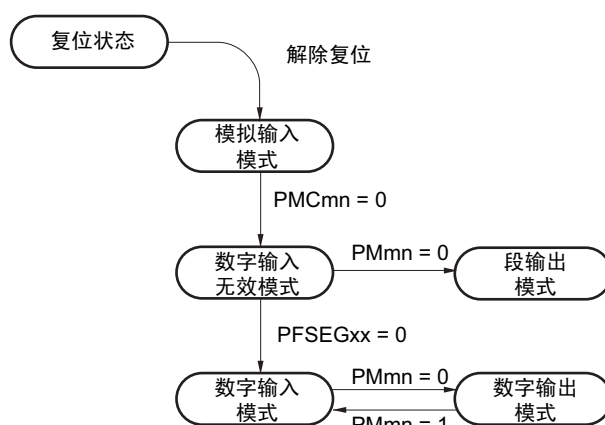 复位状态
解除复位
模拟输入
模式
PMCmn = 0
数字输入
无效模式
PMmn = 0
段输出
模式
PFSEGxx = 0
数字输入
模式
PMmn = 0
数字输出
模式
PMmn = 1